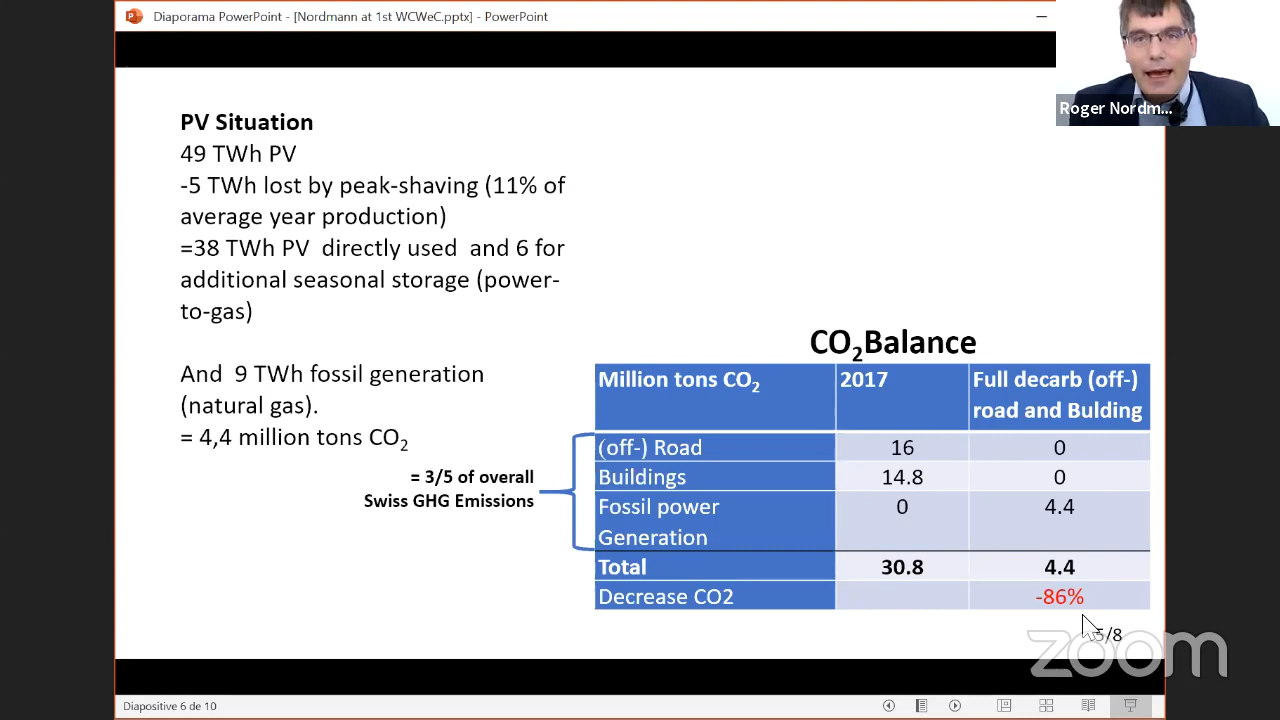 Diaporama PowerPoint - [Nordmann at 1st WCWeC.pptx] - PowerPoint
Roger Nordm...
PV Situation
49 TWh PV
-5 TWh lost by peak-shaving (11% of
average year production)
=38 TWh PV directly used and 6 for
additional seasonal storage (power-
to-gas)
And 9 TWh fossil generation
(natural gas).
= 4,4 million tons CO2
= 3/5 of overall
Swiss GHG Emissions
CO2Balance
Million tons CO2 2017 Full decarb (off-)
road and Bulding
(off-) Road 16 0
Buildings 14.8 0
Fossil power 0 4.4
Generation
Total 30.8 4.4
Decrease CO2 -86%
5/8
zoom
Diapositive 6 de 10